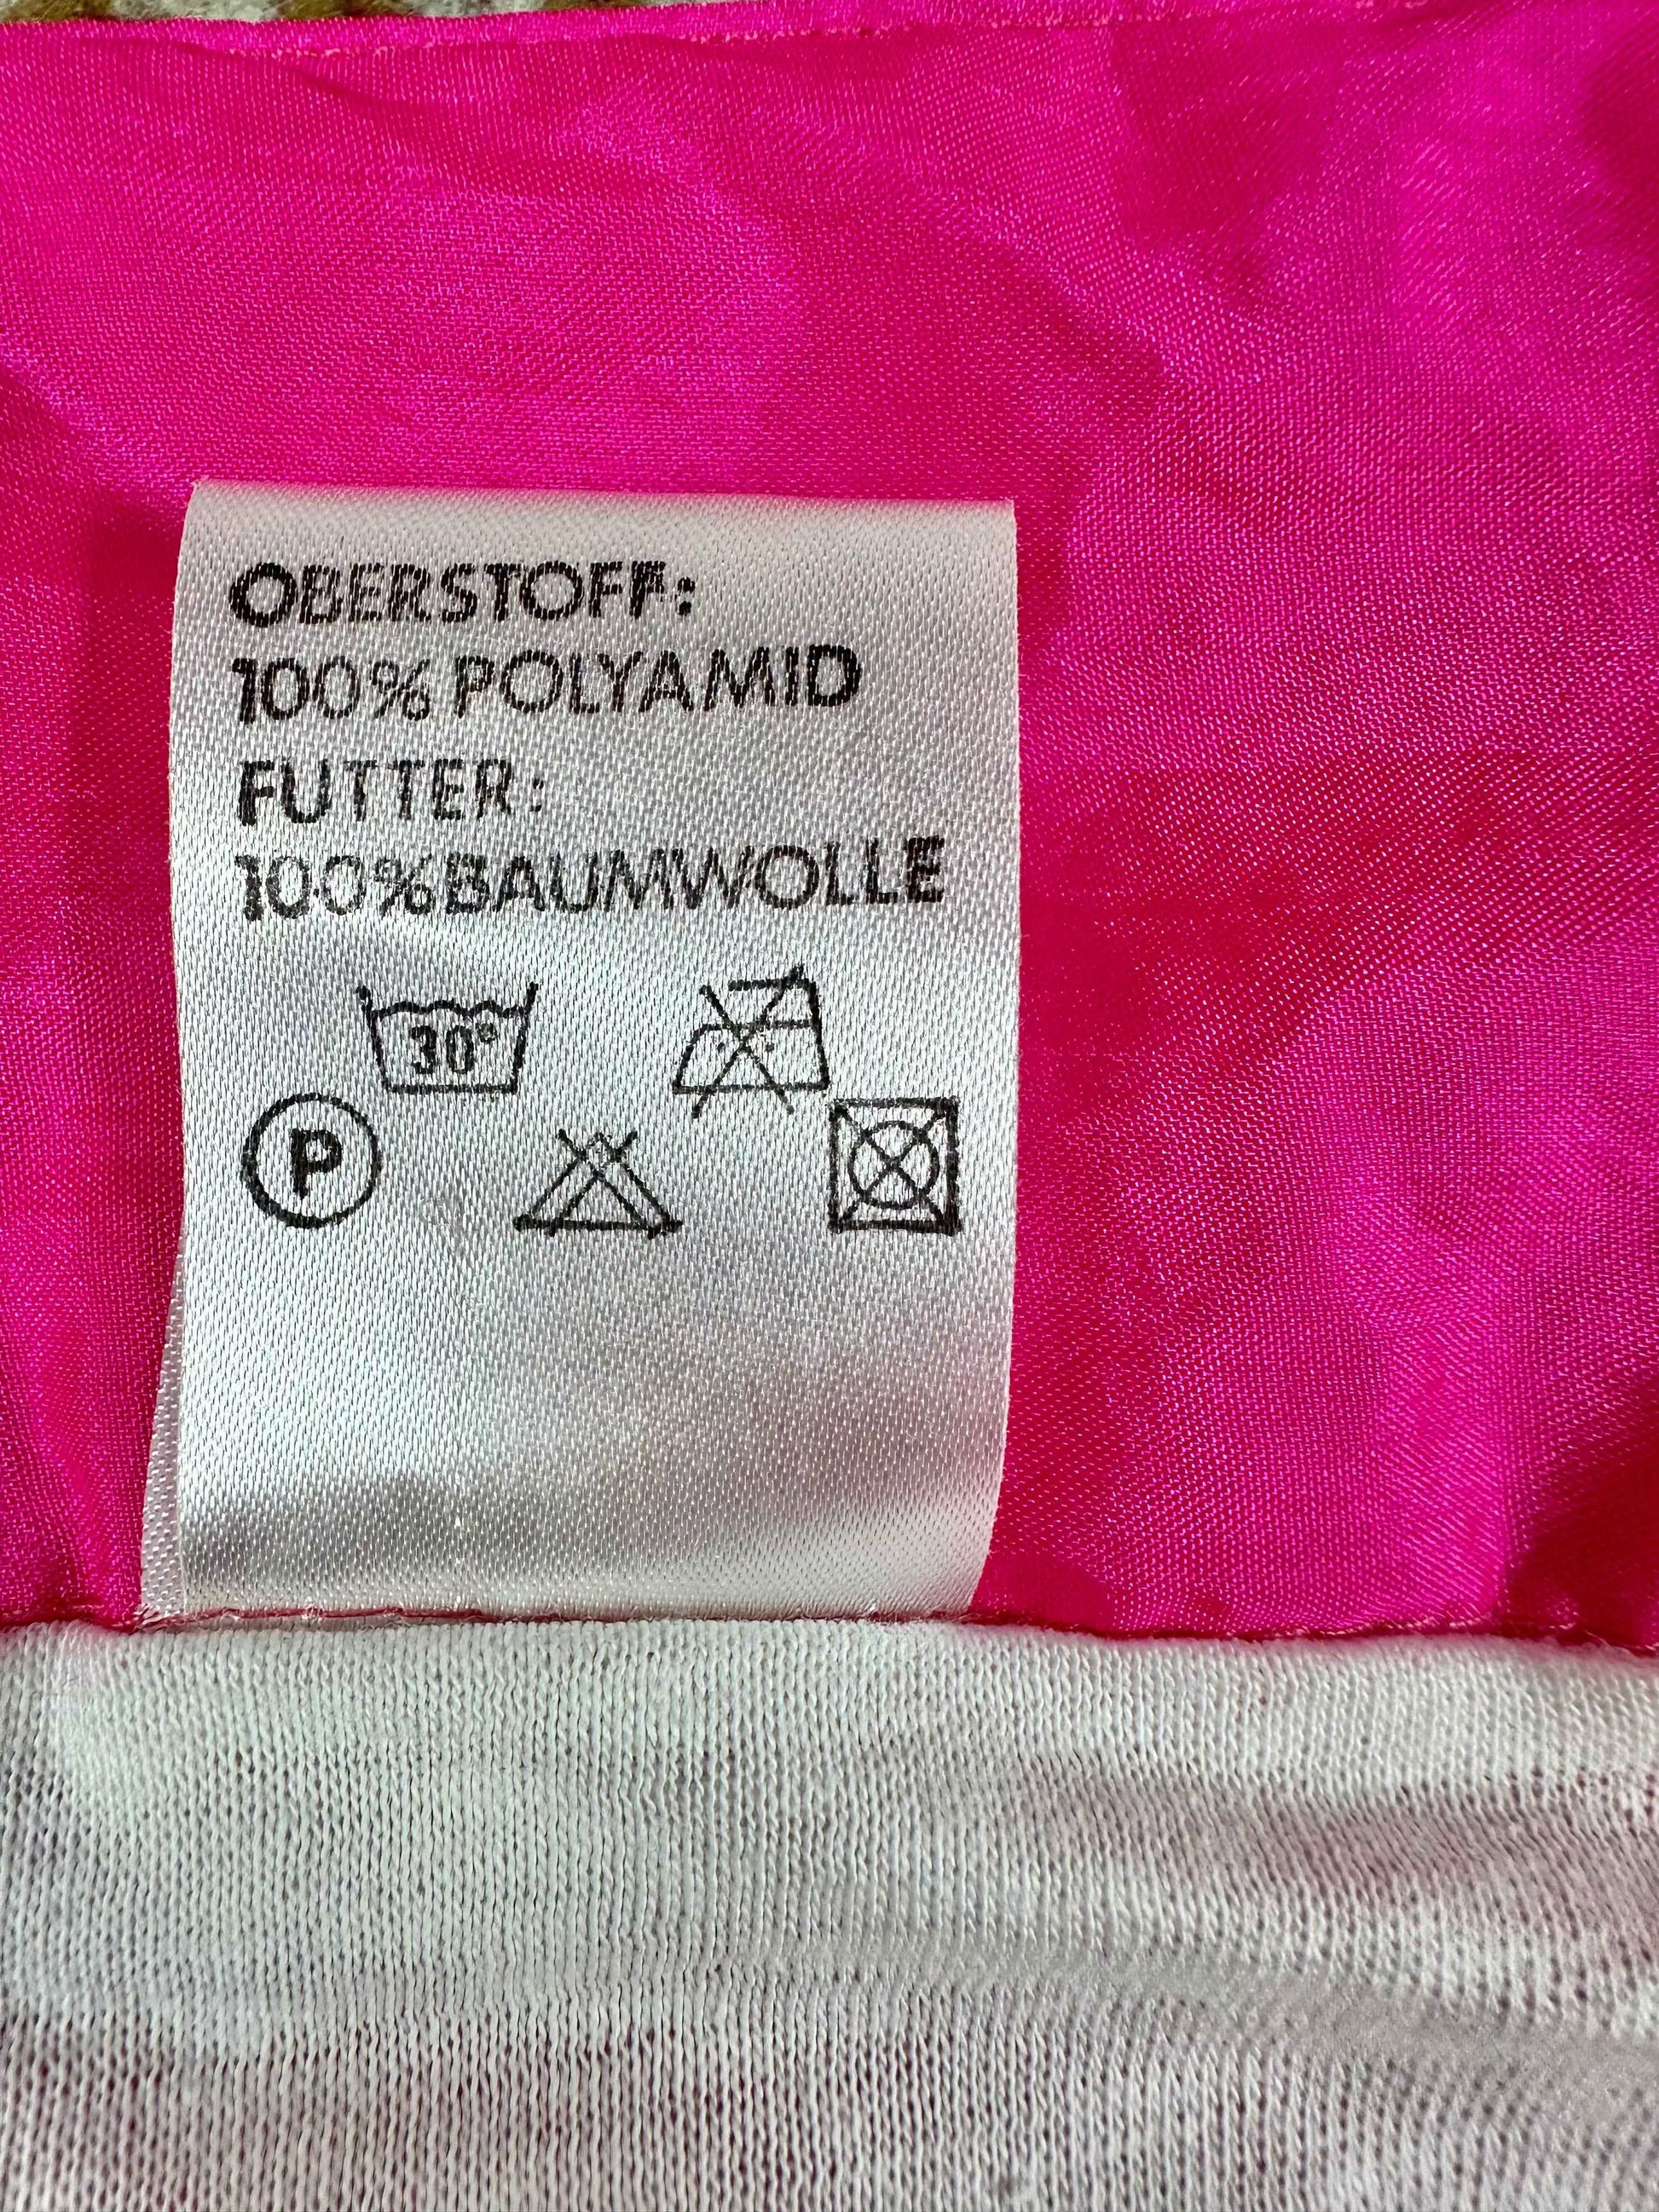 OBERSTOFF:
100% POLYAMID
FUTTER:
100% BAUMWOLLE
30°
P